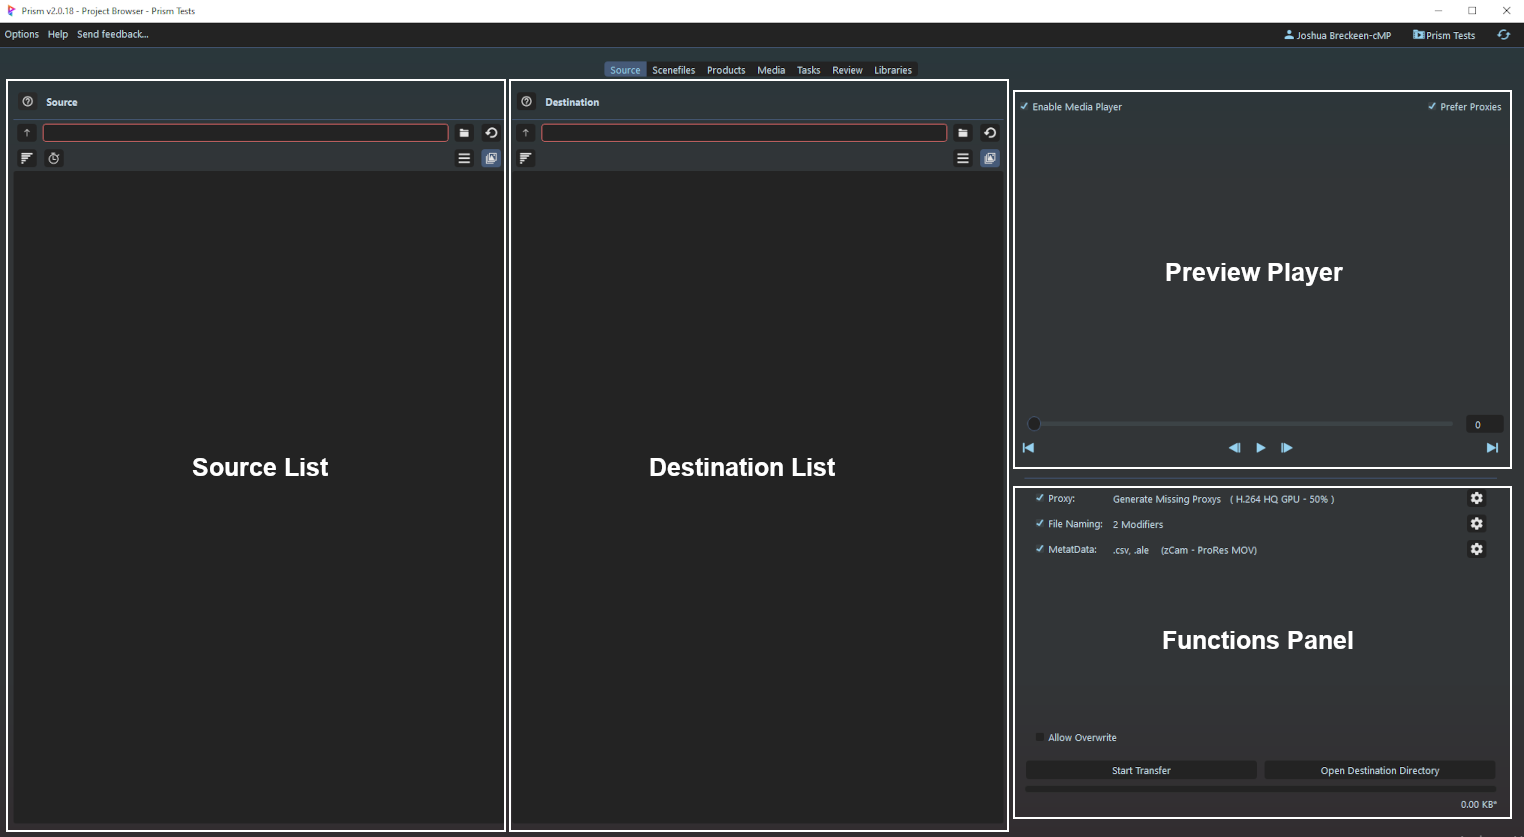 Prism v2.0.18 - Project Browser - Prism Tests
Options Help Send feedback...
Joshua Breckeen-cMP Prism Tests
Source Scenefiles Products Media Tasks Review Libraries
Source
Destination
Enable Media Player Prefer Proxies
Preview Player
0
Source List
Destination List
Proxy: Generate Missing Proxys ( H.264 HQ GPU - 50% )
File Naming: 2 Modifiers
MetatData: .csv, .ale (zCam - ProRes MOV)
Functions Panel
Allow Overwrite
Start Transfer Open Destination Directory
0.00 KB*